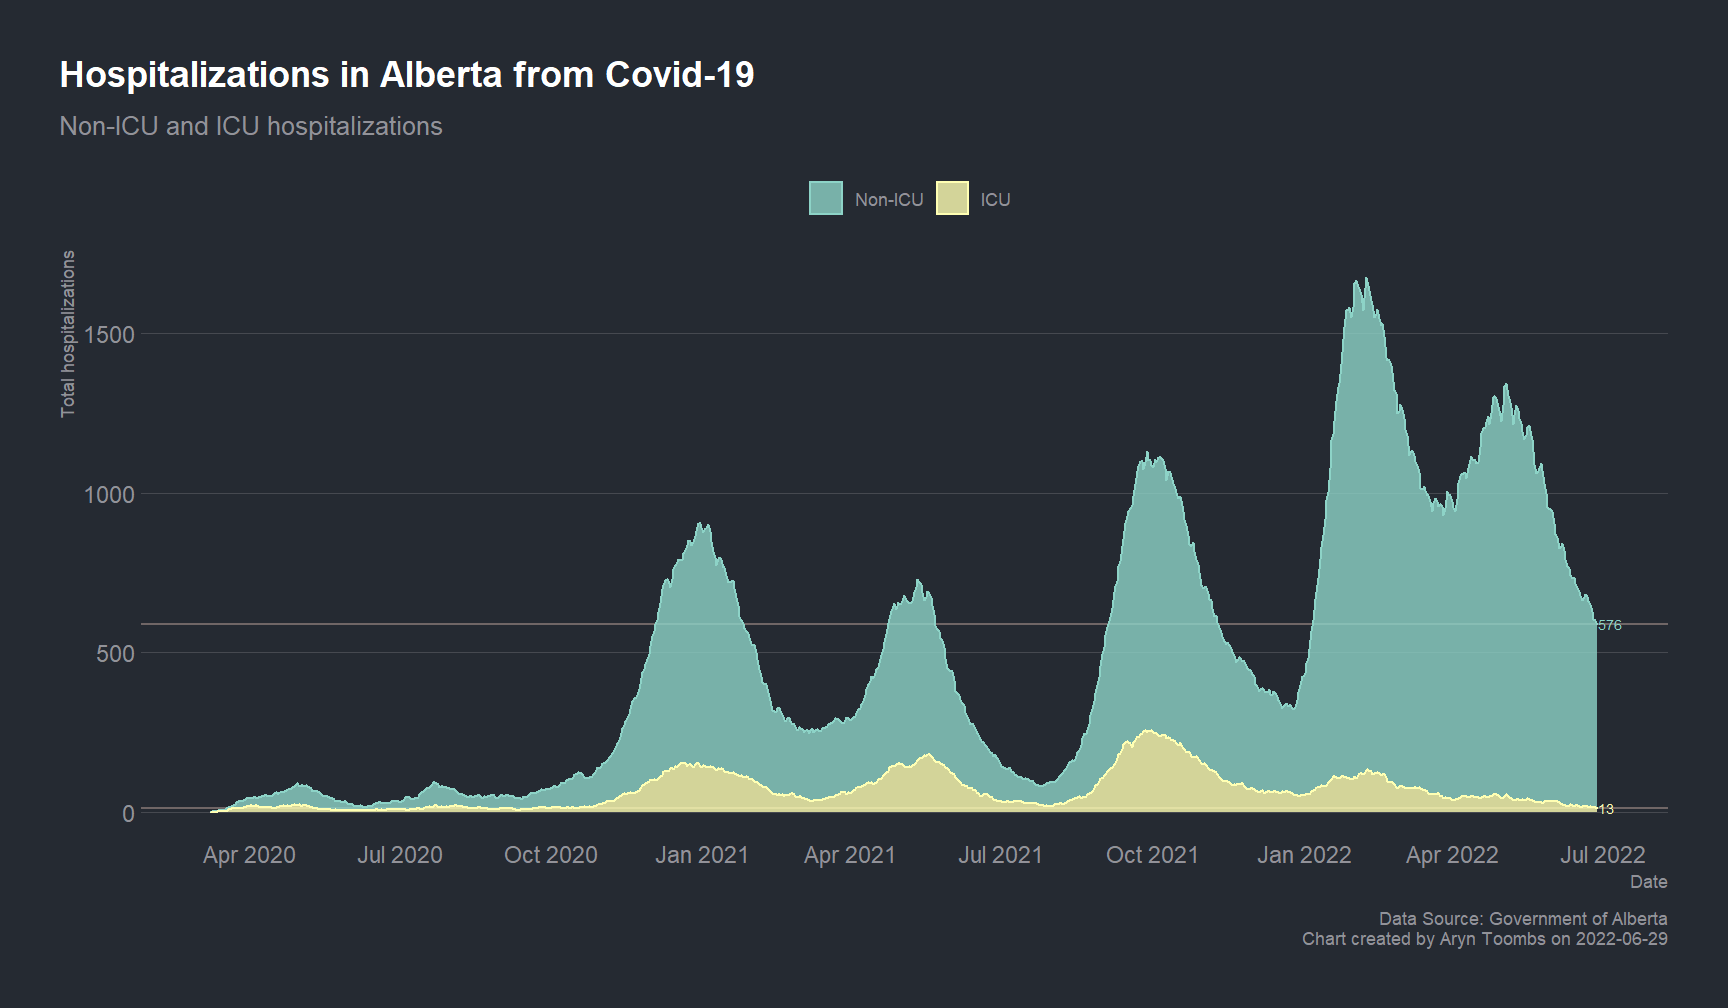 Hospitalizations in Alberta from Covid-19
Non-ICU and ICU hospitalizations
Non-ICU
ICU
Total hospitalizations
1500
1000
500
0
576
13
Apr 2020
Jul 2020
Oct 2020
Jan 2021
Apr 2021
Jul 2021
Oct 2021
Jan 2022
Apr 2022
Jul 2022
Date
Data Source: Government of Alberta
Chart created by Aryn Toombs on 2022-06-29